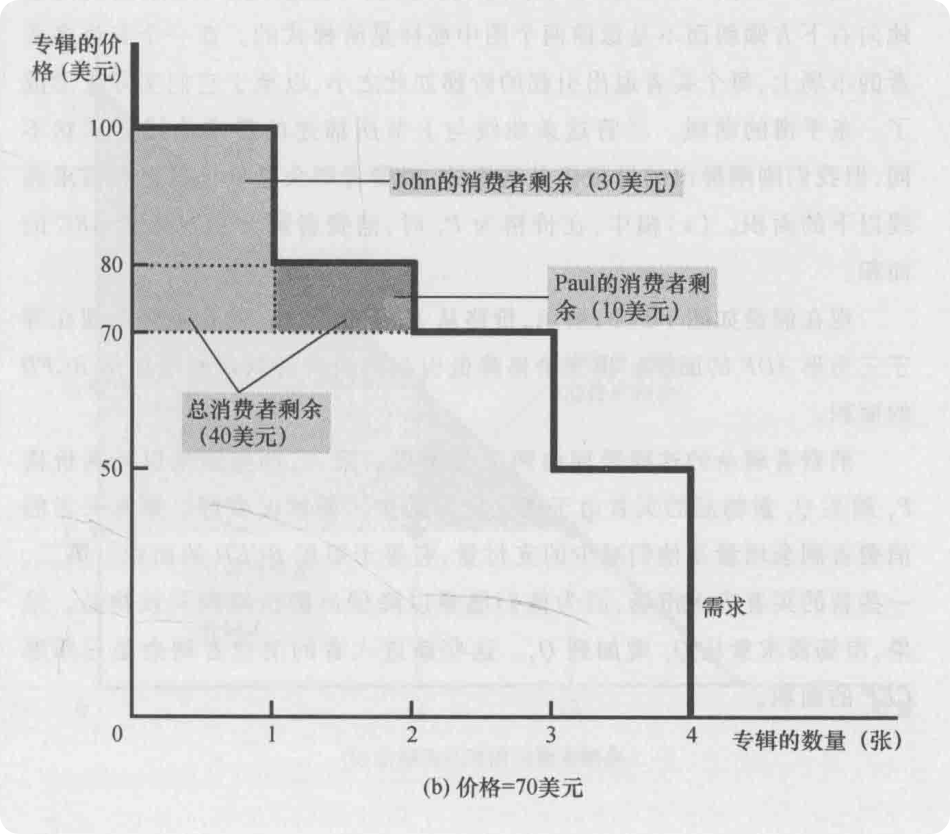 专辑的价
格（美元）
100
John的消费者剩余（30美元）
80
Paul的消费者剩
余（10美元）
70
总消费者剩余
（40美元）
50
需求
0
1
2
3
4
专辑的数量（张）
(b) 价格=70美元